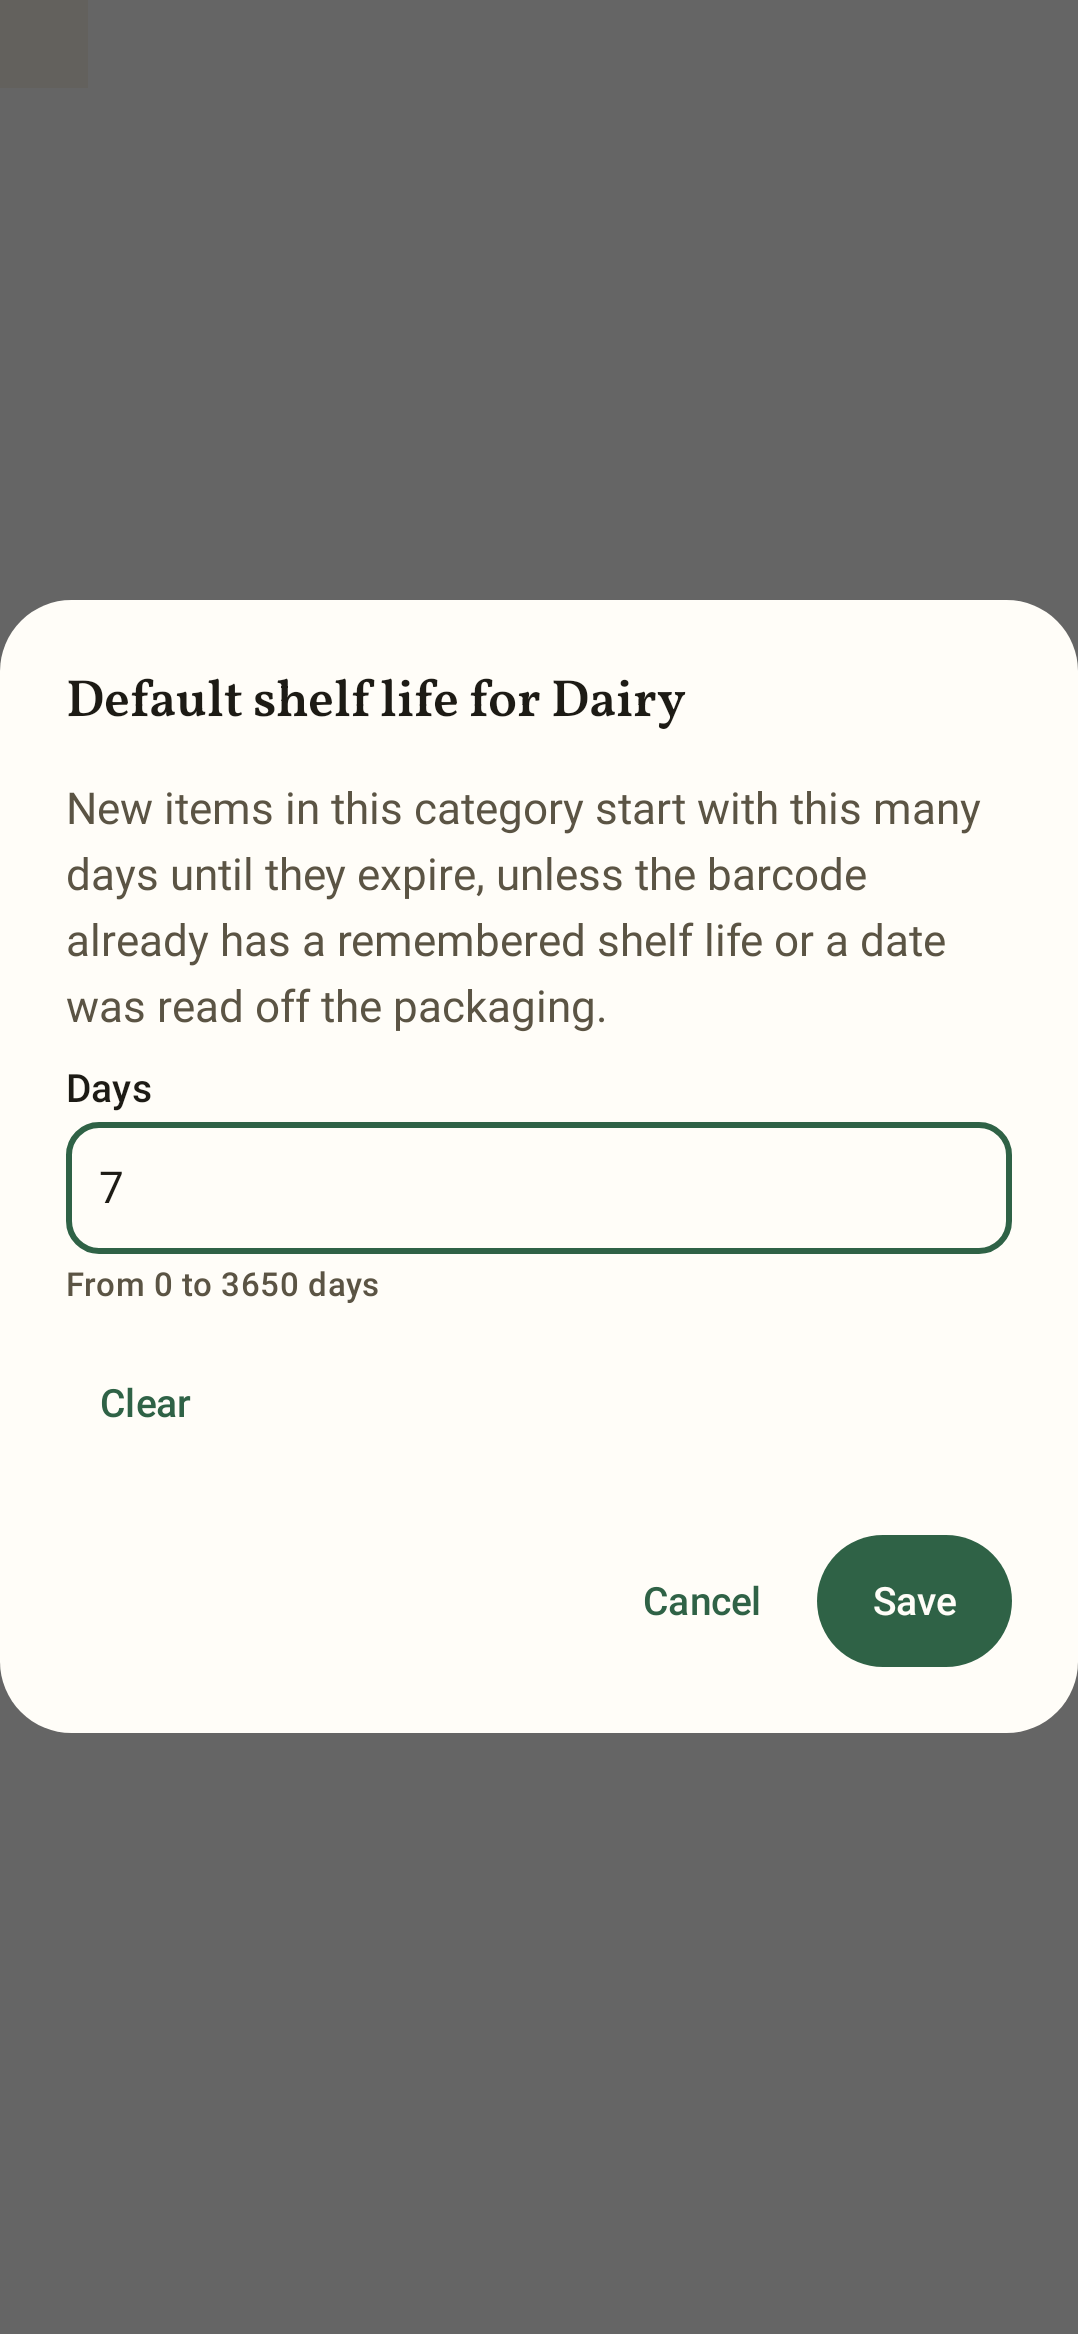 Default shelf life for Dairy
New items in this category start with this many
days until they expire, unless the barcode
already has a remembered shelf life or a date
was read off the packaging.
Days
7
From 0 to 3650 days
Clear
Cancel
Save